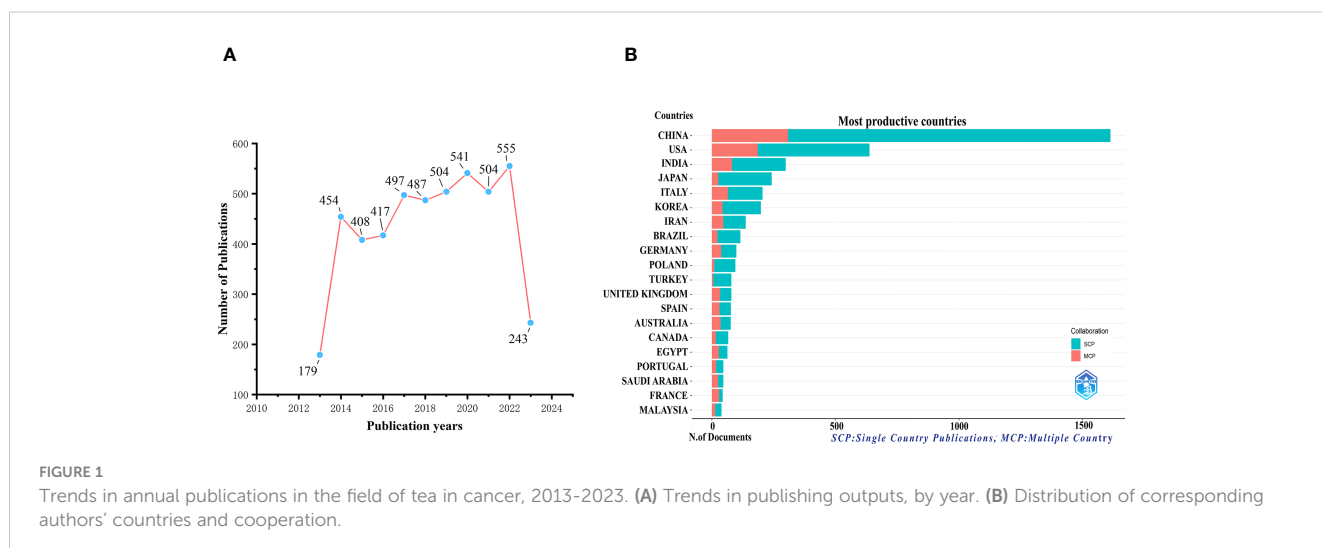 A
B
600
500
400
300
200
100
Number of Publications
179
454
408
417
497
487
504
541
504
555
243
2010 2012 2014 2016 2018 2020 2022 2024
Publication years
Countries
Most productive countries
CHINA
USA
INDIA
JAPAN
ITALY
KOREA
IRAN
BRAZIL
GERMANY
POLAND
TURKEY
UNITED KINGDOM
SPAIN
AUSTRALIA
CANADA
EGYPT
PORTUGAL
SAUDI ARABIA
FRANCE
MALAYSIA
Collaboration
SCP
MCP
0 500 1000 1500
N.of Documents
SCP:Single Country Publications, MCP:Multiple Country
FIGURE 1
Trends in annual publications in the field of tea in cancer, 2013-2023. (A) Trends in publishing outputs, by year. (B) Distribution of corresponding
authors’ countries and cooperation.